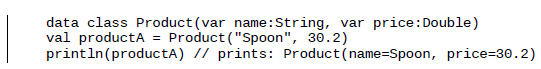 data class Product(var name:String, var price:Double)
val productA = Product("Spoon", 30.2)
println(productA) // prints: Product(name=Spoon, price=30.2)